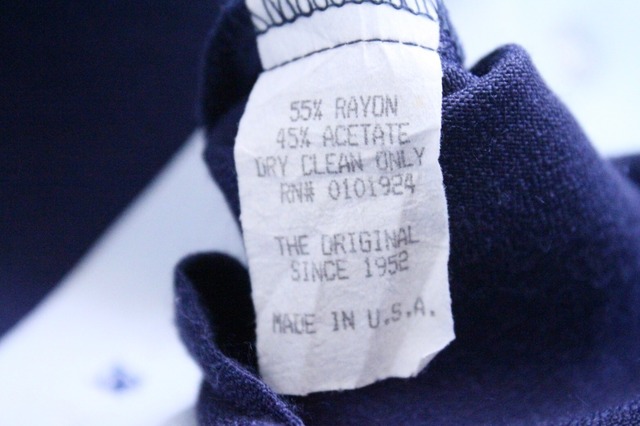 55% RAYON
45% ACETATE
DRY CLEAN ONLY
RN# 0101924
THE ORIGINAL
SINCE 1952
MADE IN U.S.A.